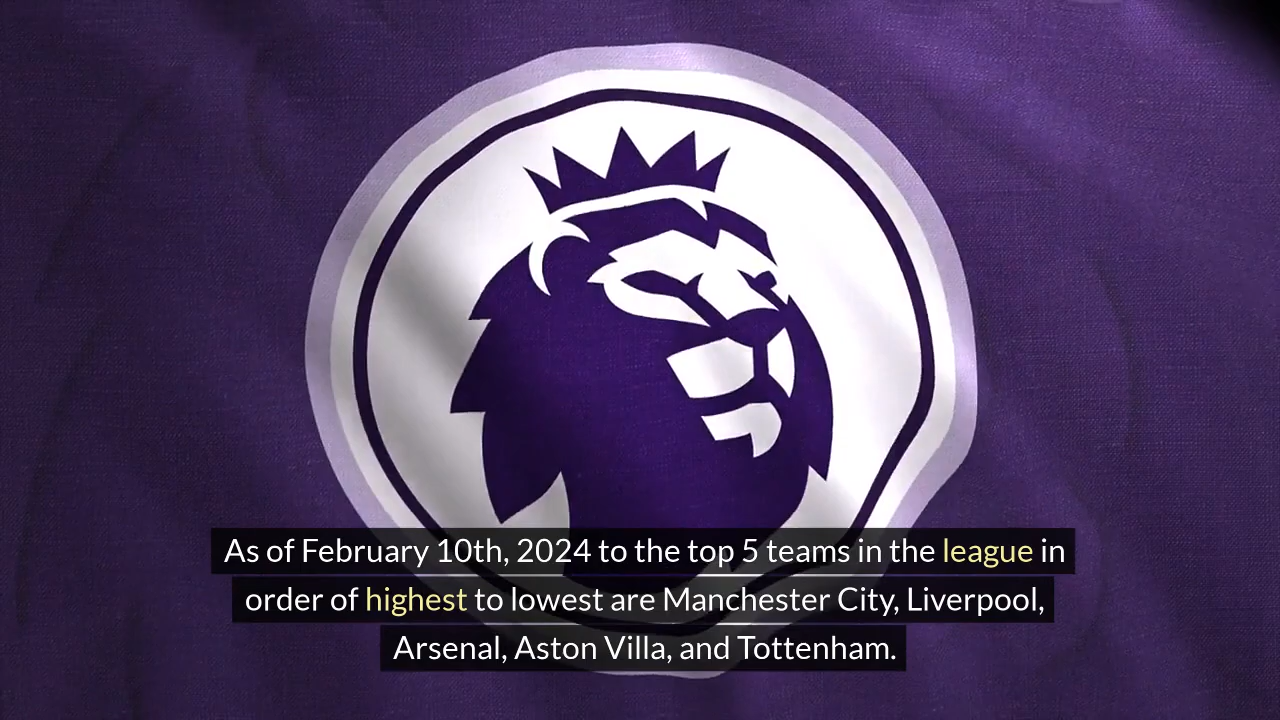 As of February 10th, 2024 to the top 5 teams in the league in
order of highest to lowest are Manchester City, Liverpool,
Arsenal, Aston Villa, and Tottenham.